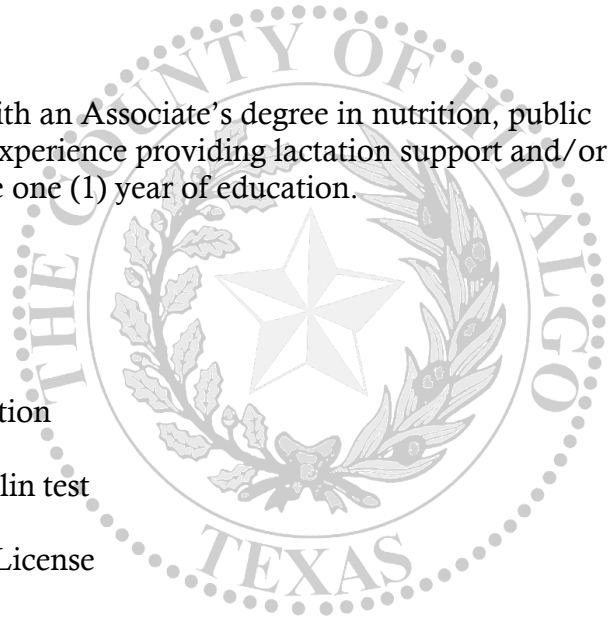 THE COUNTY OF HIDALGO
ith an Associate’s degree in nutrition, public
experience providing lactation support and/or
e one (1) year of education.
tion
lin test
License
TEXAS